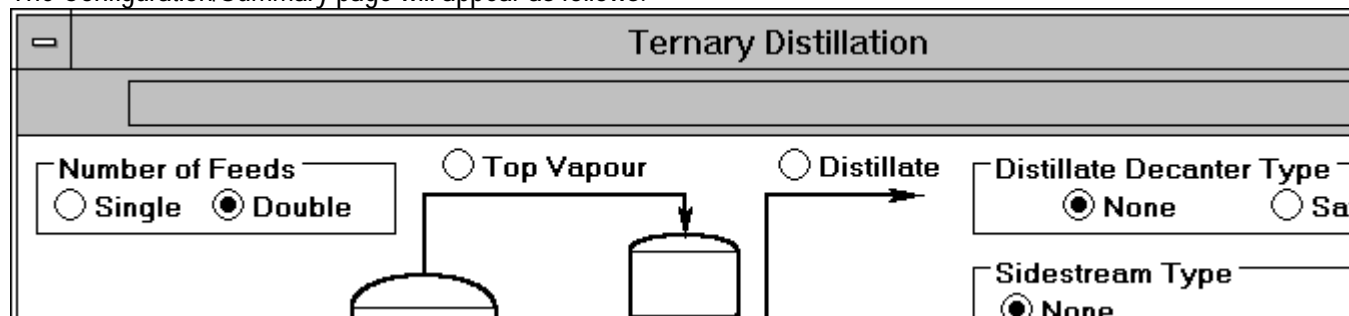 The Configuration/Summary page will appear as follows:
Ternary Distillation
Number of Feeds
Single Double
Top Vapour
Distillate
Distillate Decanter Type
None
Sidestream Type
None